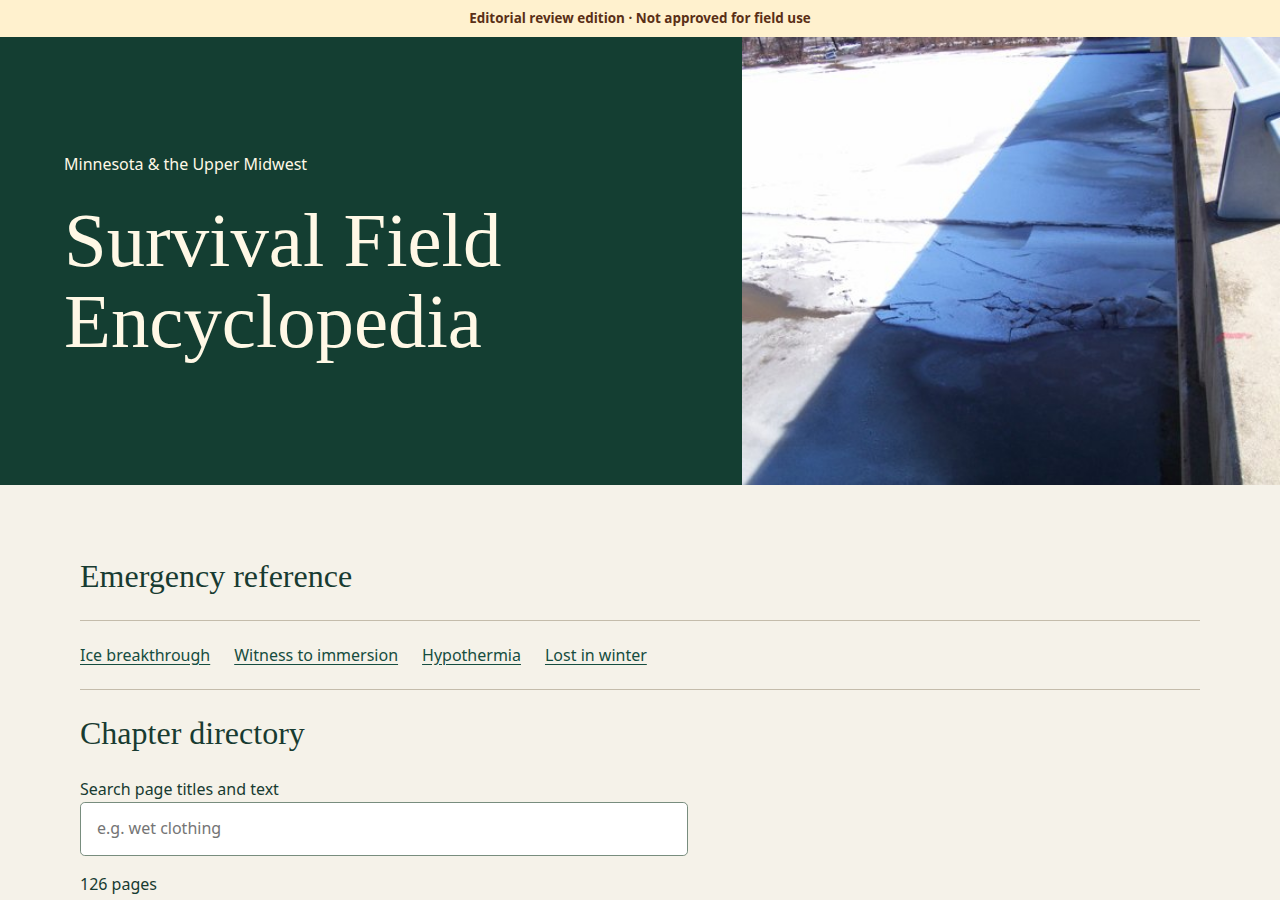 Editorial review edition · Not approved for field use
Minnesota & the Upper Midwest
Survival Field
Encyclopedia
Emergency reference
Ice breakthrough Witness to immersion Hypothermia Lost in winter
Chapter directory
Search page titles and text
e.g. wet clothing
126 pages